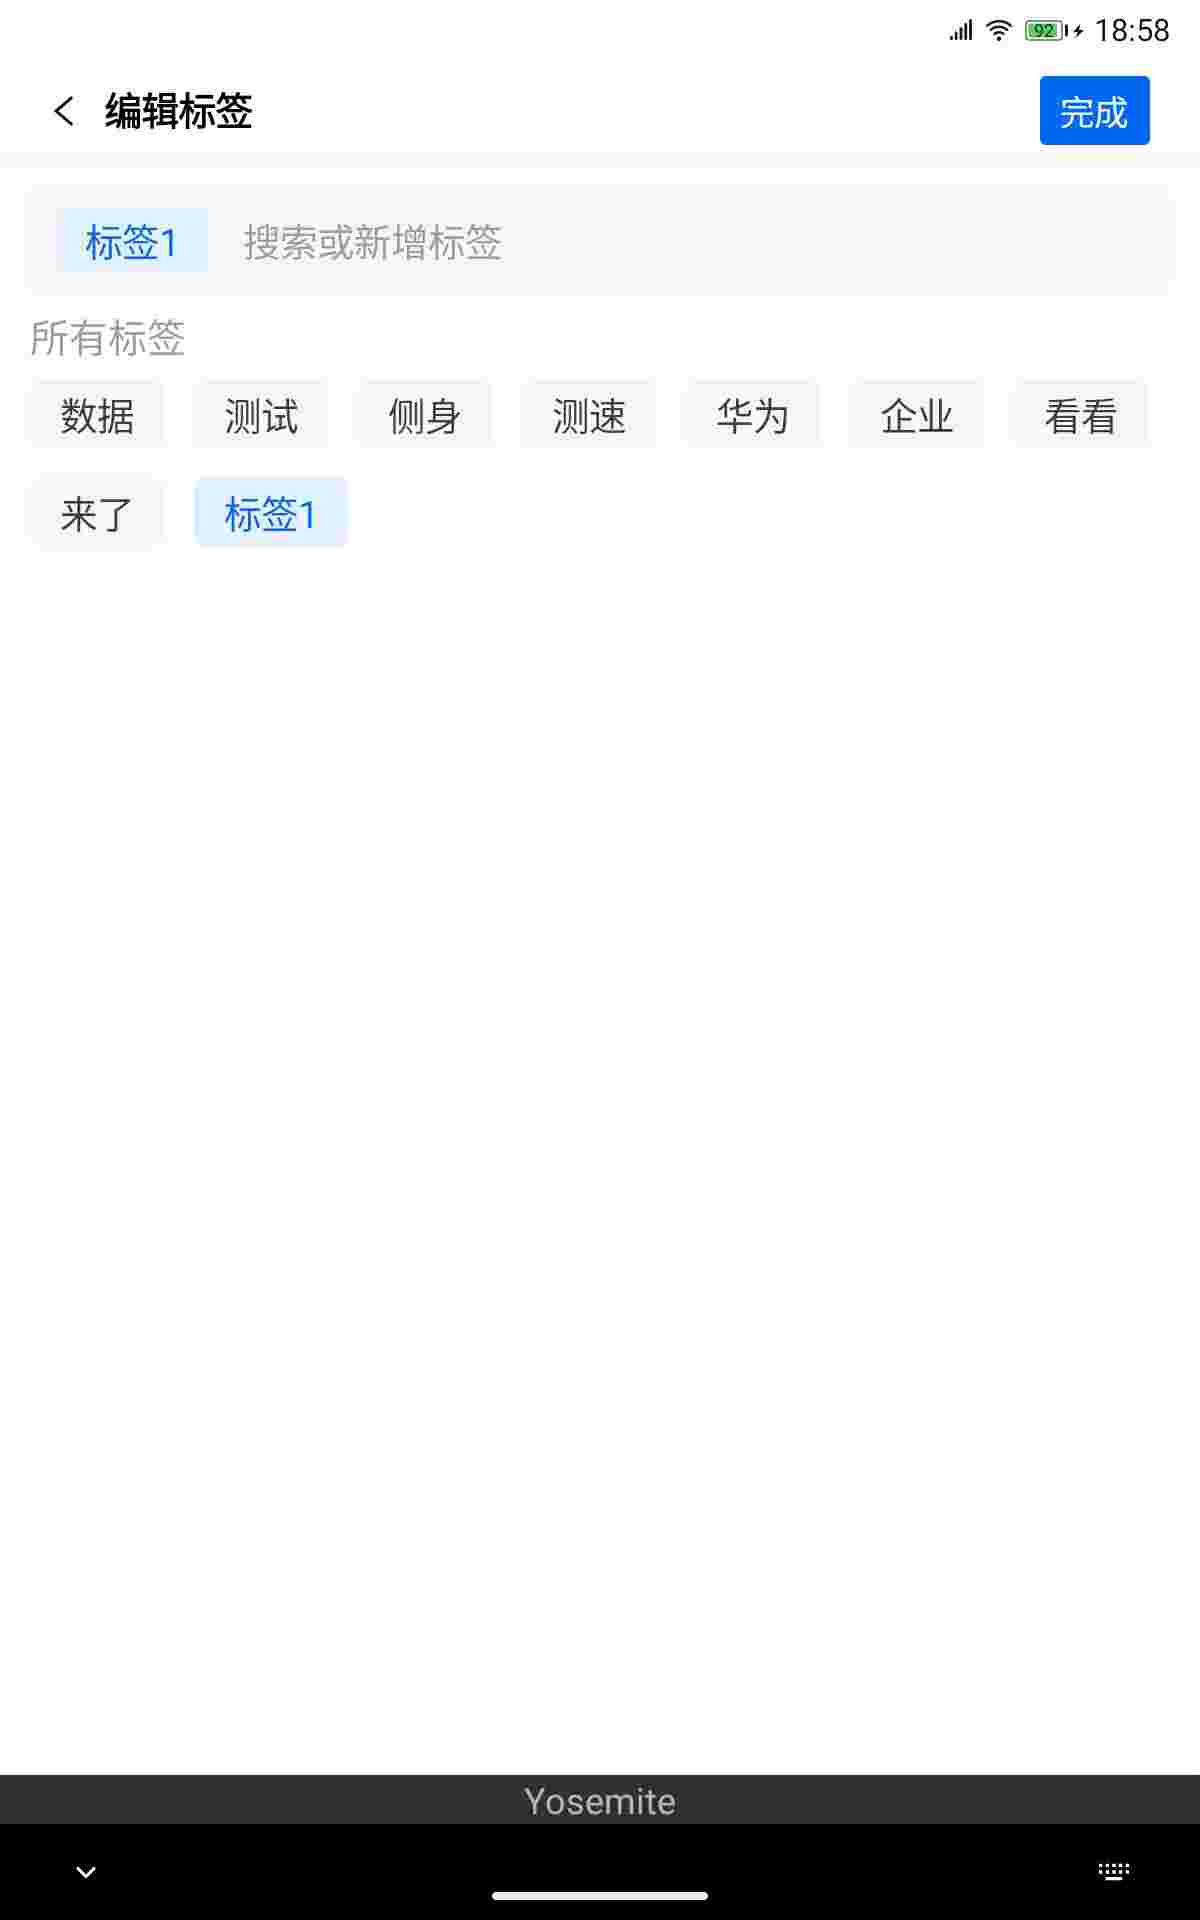 92 18:58
编辑标签 完成
标签1 搜索或新增标签
所有标签
数据 测试 侧身 测速 华为 企业 看看
来了 标签1
Yosemite